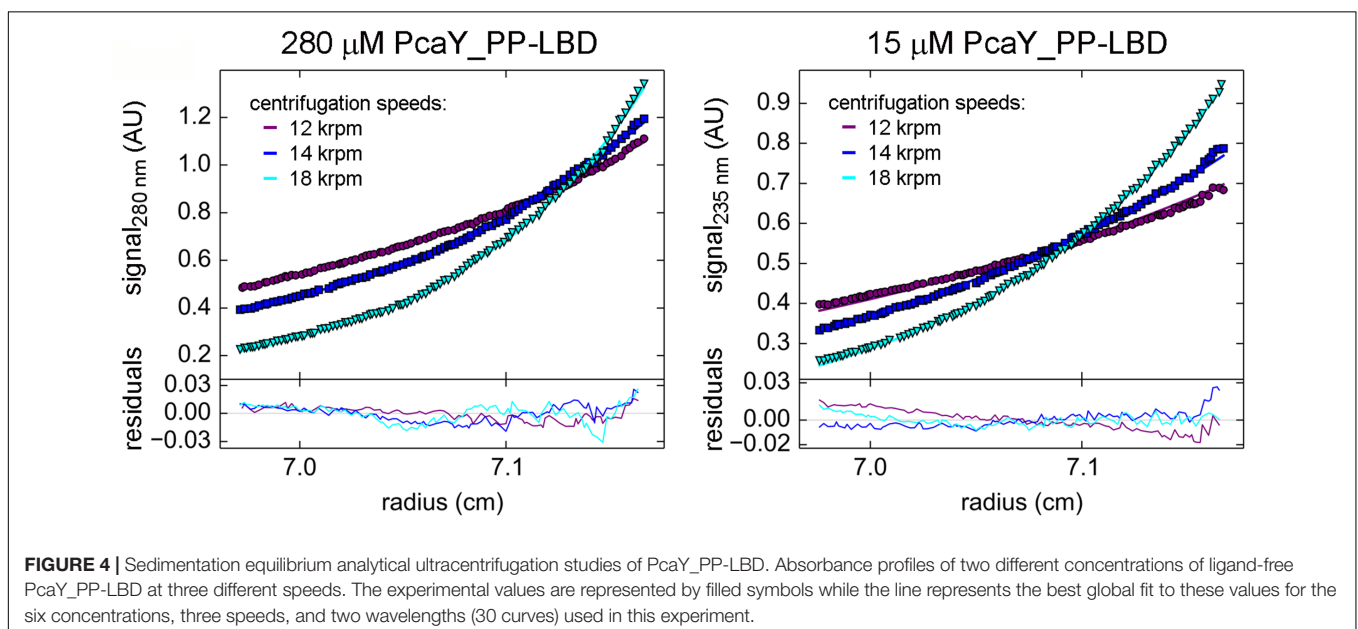 280 μM PcaY_PP-LBD
signal280 nm (AU)
1.2
1.0
0.8
0.6
0.4
0.2
centrifugation speeds:
12 krpm
14 krpm
18 krpm
residuals
0.03
0.00
−0.03
7.0
7.1
radius (cm)
15 μM PcaY_PP-LBD
signal235 nm (AU)
0.9
0.8
0.7
0.6
0.5
0.4
0.3
centrifugation speeds:
12 krpm
14 krpm
18 krpm
residuals
0.03
0.00
−0.02
7.0
7.1
radius (cm)
FIGURE 4 | Sedimentation equilibrium analytical ultracentrifugation studies of PcaY_PP-LBD. Absorbance profiles of two different concentrations of ligand-free
PcaY_PP-LBD at three different speeds. The experimental values are represented by filled symbols while the line represents the best global fit to these values for the
six concentrations, three speeds, and two wavelengths (30 curves) used in this experiment.